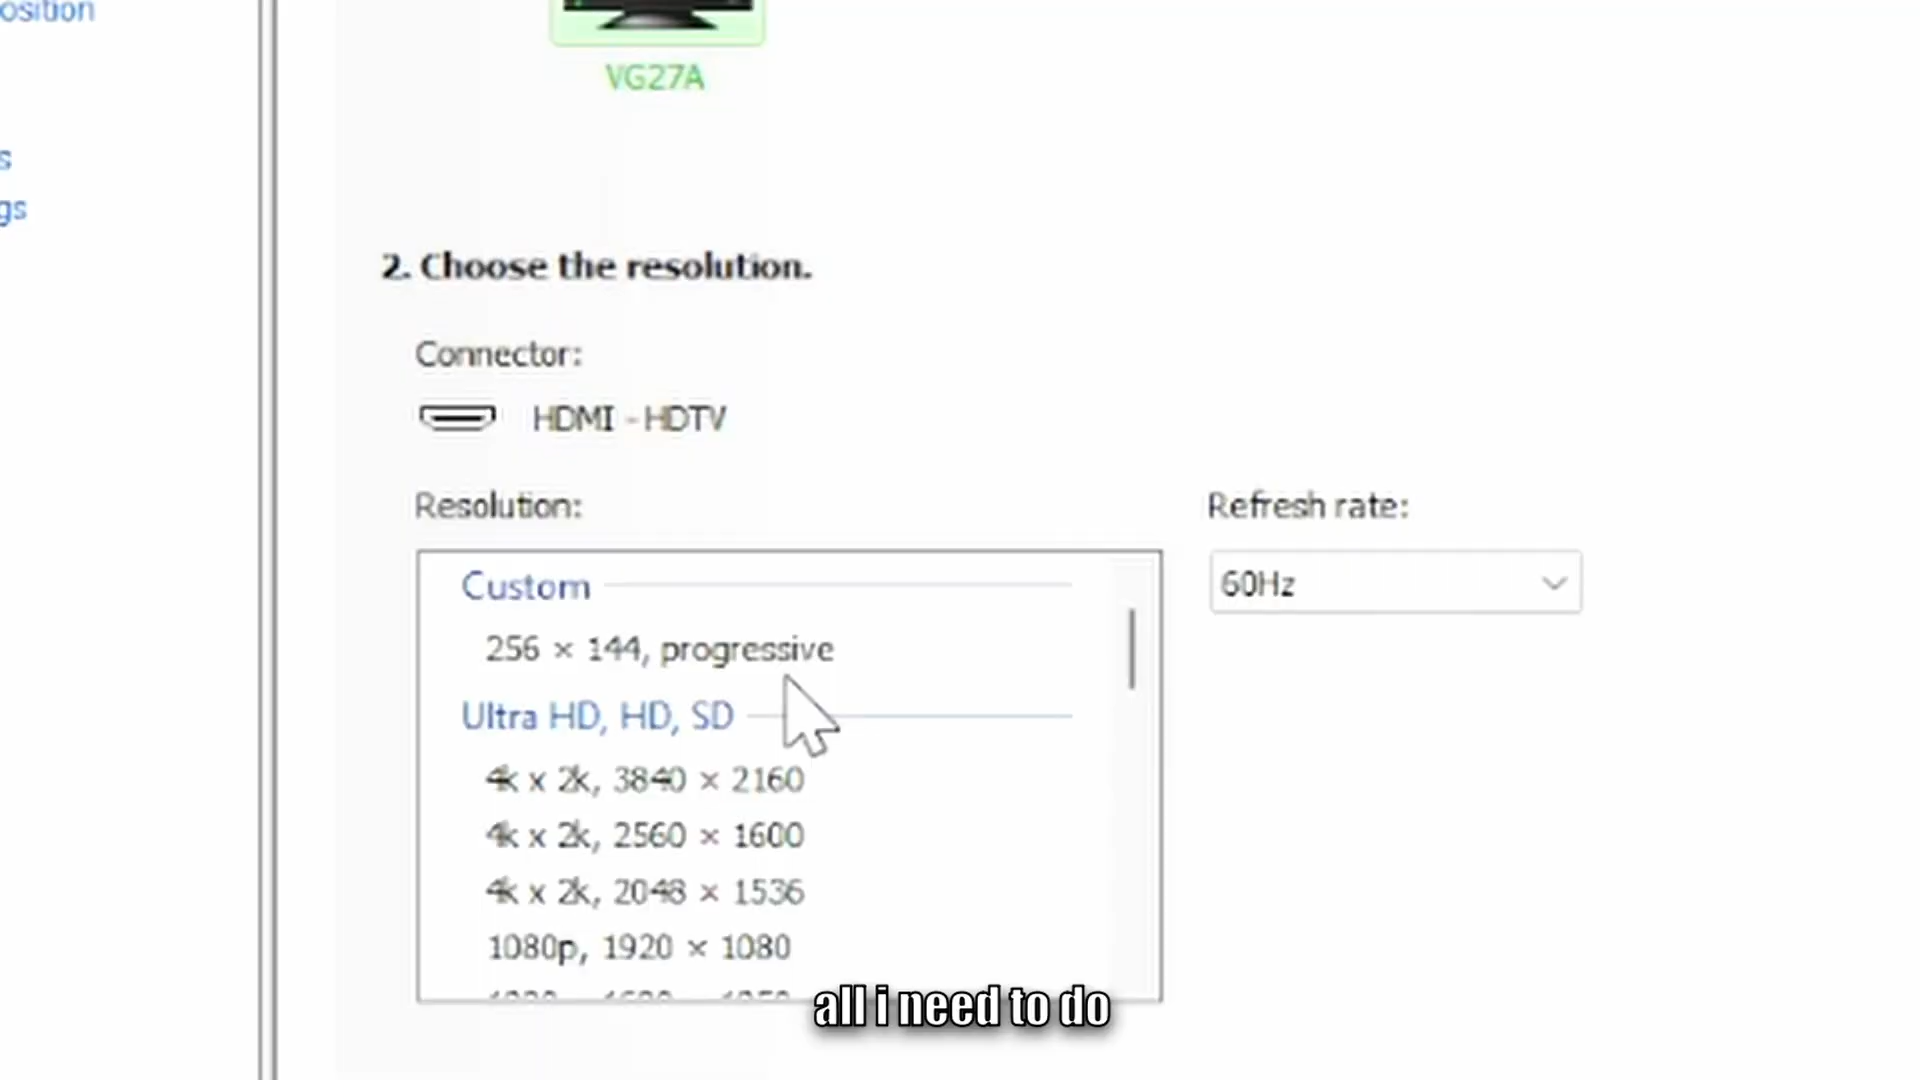 osition
VG27A
s
gs
2. Choose the resolution.
Connector:
HDMI - HDTV
Resolution:
Refresh rate:
Custom
60Hz
256 × 144, progressive
Ultra HD, HD, SD
4k x 2k, 3840 × 2160
4k x 2k, 2560 × 1600
4k x 2k, 2048 × 1536
1080p, 1920 × 1080
all i need to do